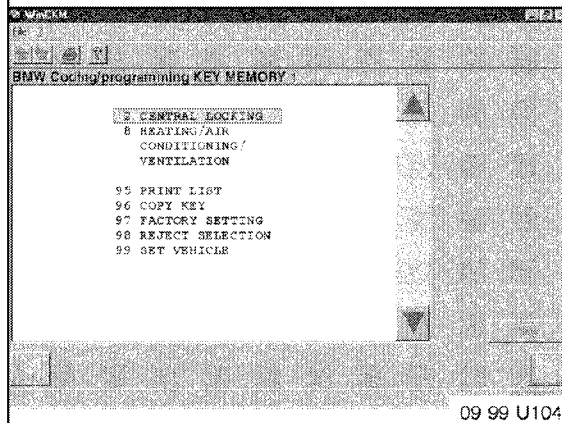 BMW Coding/programming KEY MEMORY
2 CENTRAL LOCKING
8 HEATING/AIR
CONDITIONING/
VENTILATION
95 PRINT LIST
96 COPY KEY
97 FACTORY SETTING
98 REJECT SELECTION
99 SET VEHICLE
09 99 U104